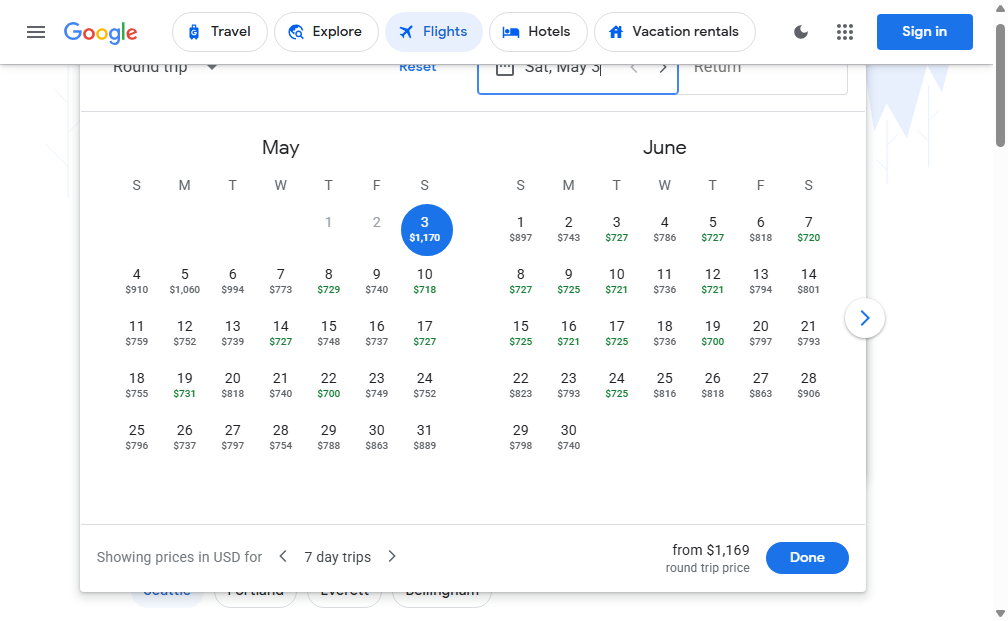 Google Travel Explore Flights Hotels Vacation rentals Sign in
Round trip Reset Sat, May 3 Return
May June
S M T W T F S S M T W T F S
1 2 3 1 2 3 4 5 6 7
$1,170 $897 $743 $727 $786 $727 $818 $720
4 5 6 7 8 9 10 8 9 10 11 12 13 14
$910 $1,060 $994 $773 $729 $740 $718 $727 $725 $721 $736 $721 $794 $801
11 12 13 14 15 16 17 15 16 17 18 19 20 21
$759 $752 $739 $727 $748 $737 $727 $725 $721 $725 $736 $700 $797 $793
18 19 20 21 22 23 24 22 23 24 25 26 27 28
$755 $731 $818 $740 $700 $749 $752 $823 $793 $725 $816 $818 $863 $906
25 26 27 28 29 30 31 29 30
$796 $737 $797 $754 $788 $863 $889 $798 $740
Showing prices in USD for 7 day trips from $1,169 Done
round trip price
Seattle Portland Everett Bellingham